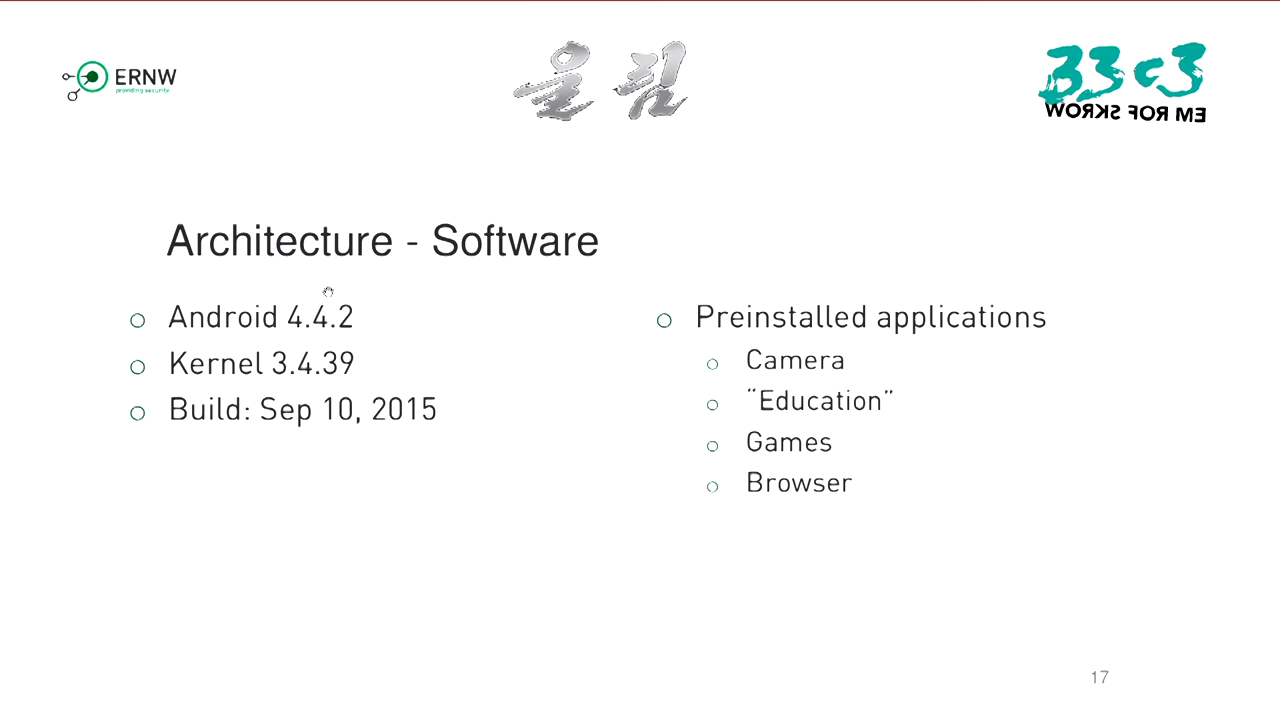 ERNW
providing security.
울림
33c3
WORKS FOR ME
Architecture - Software
Android 4.4.2
Kernel 3.4.39
Build: Sep 10, 2015
Preinstalled applications
Camera
“Education”
Games
Browser
17